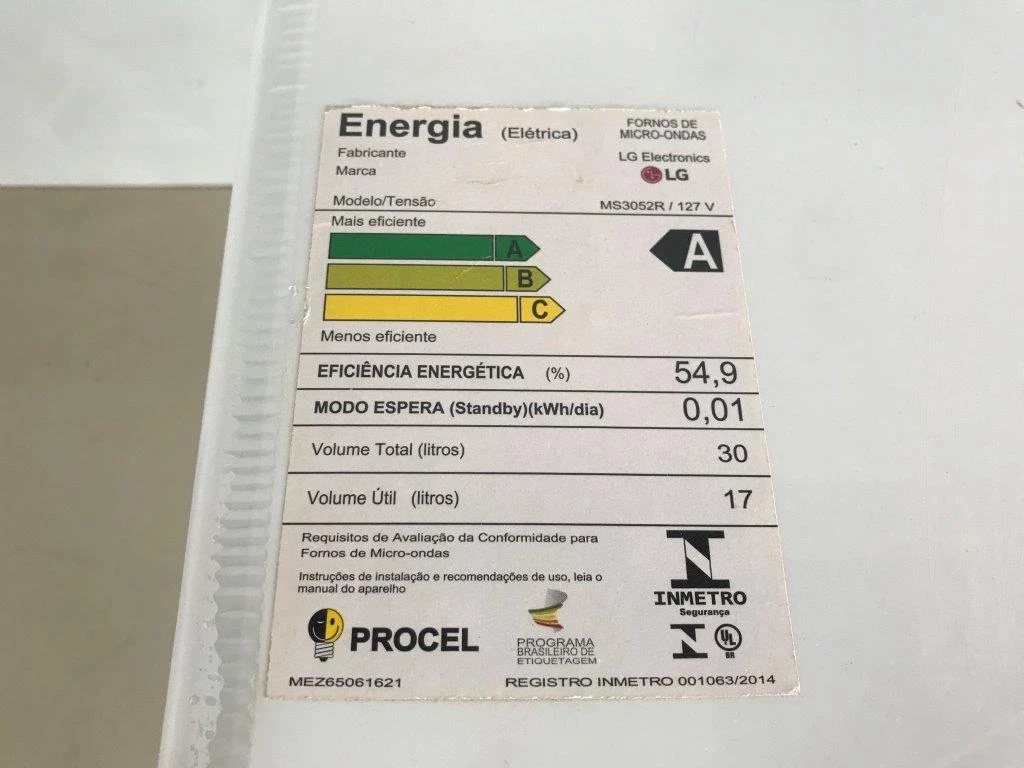 Energia (Elétrica) FORNOS DE MICRO-ONDAS
Fabricante LG Electronics
Marca LG
Modelo/Tensão MS3052R / 127 V
Mais eficiente
A A
B
C
Menos eficiente
EFICIÊNCIA ENERGÉTICA (%) 54,9
MODO ESPERA (Standby)(kWh/dia) 0,01
Volume Total (litros) 30
Volume Útil (litros) 17
Requisitos de Avaliação da Conformidade para
Fornos de Micro-ondas
Instruções de instalação e recomendações de uso, leia o
manual do aparelho
INMETRO
Segurança
PROCEL
PROGRAMA
BRASILEIRO DE
ETIQUETAGEM
UL
BR
MEZ65061621 REGISTRO INMETRO 001063/2014